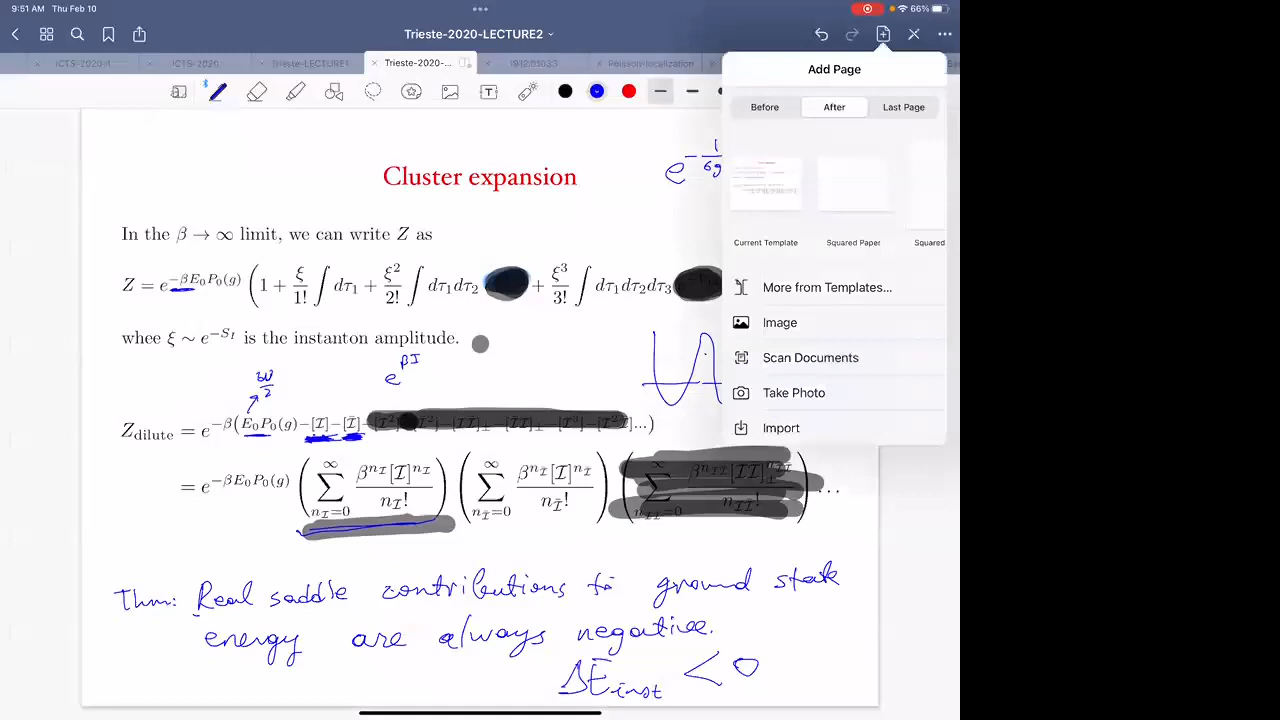 9:51 AM Thu Feb 10
66%
Trieste-2020-LECTURE2
ICTS-2020-1
ICTS-2020
Trieste-LECTURE1
Trieste-2020-...
1912.01033
Poisson-localization
Add Page
Before After Last Page
Current Template Squared Paper Squared
More from Templates...
Image
Scan Documents
Take Photo
Import
Cluster expansion
e^{-1/6g
In the β → ∞ limit, we can write Z as
Z = e^{-βE₀P₀(g)} (1 + ξ/1! ∫ dτ₁ + ξ²/2! ∫ dτ₁dτ₂ + ξ³/3! ∫ dτ₁dτ₂dτ₃
whee ξ ∼ e^{-S_I} is the instanton amplitude.
e^{βI}
Z_dilute = e^{-β(E₀P₀(g)−[I]−[Ī]− ...)}
= e^{-βE₀P₀(g)} (∑_{n_I=0}^∞ β^{n_I}[I]^{n_I}/n_I!) (∑_{n_Ī=0}^∞ β^{n_Ī}[I]^{n_Ī}/n_Ī!) ...
Thm: Real saddle contributions to ground state
energy are always negative.
ΔE_inst < 0